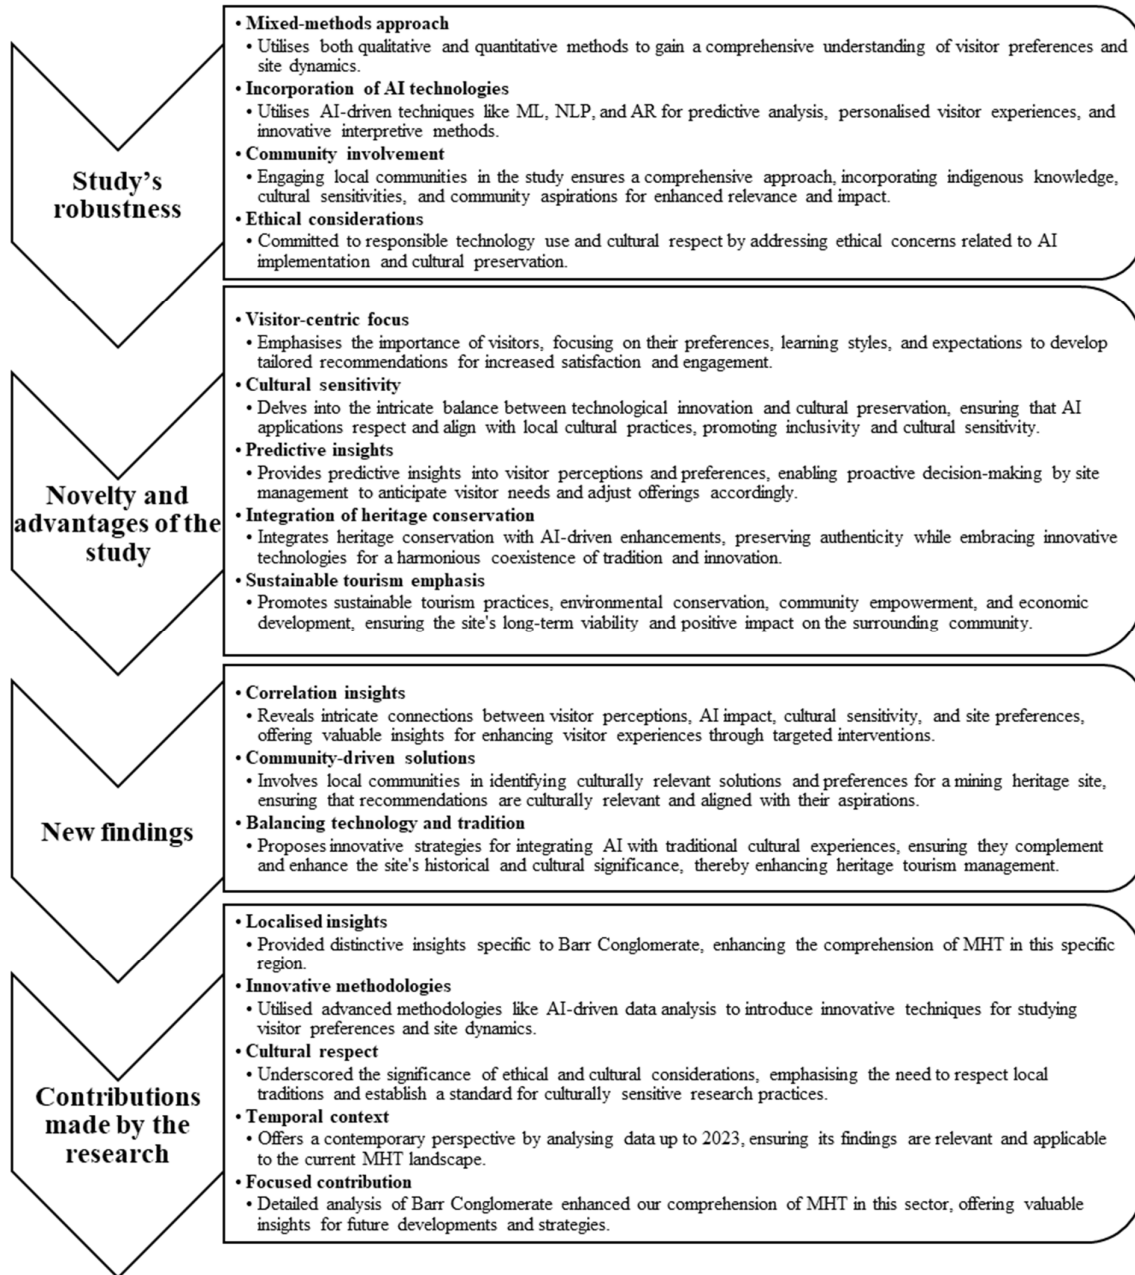 Study's
robustness
• Mixed-methods approach
• Utilises both qualitative and quantitative methods to gain a comprehensive understanding of visitor preferences and
site dynamics.
• Incorporation of AI technologies
• Utilises AI-driven techniques like ML, NLP, and AR for predictive analysis, personalised visitor experiences, and
innovative interpretive methods.
• Community involvement
• Engaging local communities in the study ensures a comprehensive approach, incorporating indigenous knowledge,
cultural sensitivities, and community aspirations for enhanced relevance and impact.
• Ethical considerations
• Committed to responsible technology use and cultural respect by addressing ethical concerns related to AI
implementation and cultural preservation.
Novelty and
advantages of the
study
• Visitor-centric focus
• Emphasises the importance of visitors, focusing on their preferences, learning styles, and expectations to develop
tailored recommendations for increased satisfaction and engagement.
• Cultural sensitivity
• Delves into the intricate balance between technological innovation and cultural preservation, ensuring that AI
applications respect and align with local cultural practices, promoting inclusivity and cultural sensitivity.
• Predictive insights
• Provides predictive insights into visitor perceptions and preferences, enabling proactive decision-making by site
management to anticipate visitor needs and adjust offerings accordingly.
• Integration of heritage conservation
• Integrates heritage conservation with AI-driven enhancements, preserving authenticity while embracing innovative
technologies for a harmonious coexistence of tradition and innovation.
• Sustainable tourism emphasis
• Promotes sustainable tourism practices, environmental conservation, community empowerment, and economic
development, ensuring the site's long-term viability and positive impact on the surrounding community.
New findings
• Correlation insights
• Reveals intricate connections between visitor perceptions, AI impact, cultural sensitivity, and site preferences,
offering valuable insights for enhancing visitor experiences through targeted interventions.
• Community-driven solutions
• Involves local communities in identifying culturally relevant solutions and preferences for a mining heritage site,
ensuring that recommendations are culturally relevant and aligned with their aspirations.
• Balancing technology and tradition
• Proposes innovative strategies for integrating AI with traditional cultural experiences, ensuring they complement
and enhance the site's historical and cultural significance, thereby enhancing heritage tourism management.
Contributions
made by the
research
• Localised insights
• Provided distinctive insights specific to Barr Conglomerate, enhancing the comprehension of MHT in this specific
region.
• Innovative methodologies
• Utilised advanced methodologies like AI-driven data analysis to introduce innovative techniques for studying
visitor preferences and site dynamics.
• Cultural respect
• Underscored the significance of ethical and cultural considerations, emphasising the need to respect local
traditions and establish a standard for culturally sensitive research practices.
• Temporal context
• Offers a contemporary perspective by analysing data up to 2023, ensuring its findings are relevant and applicable
to the current MHT landscape.
• Focused contribution
• Detailed analysis of Barr Conglomerate enhanced our comprehension of MHT in this sector, offering valuable
insights for future developments and strategies.